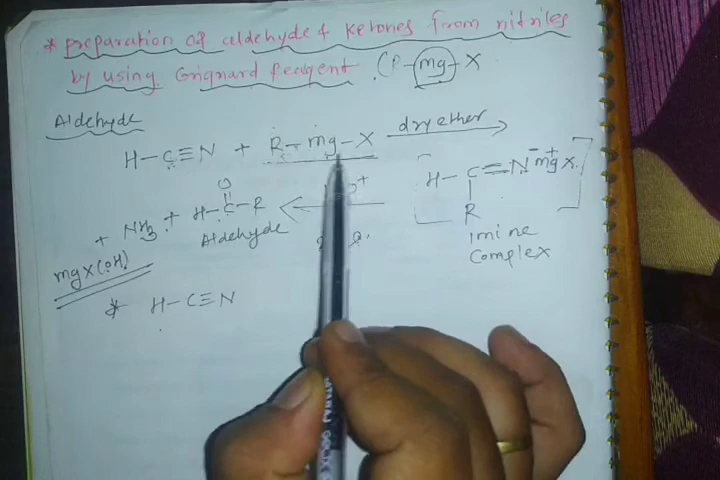 * preparation of aldehyde & Ketones from nitriles
by using Grignard Reagent (R-mg-X
Aldehyde
H-C≡N + R-mg-X dry ether
H-C=N⁻mg⁺x.
R
imine
Complex
O
H-C-R
Aldehyde
+ NH3 +
mgX(OH)
* H-C≡N